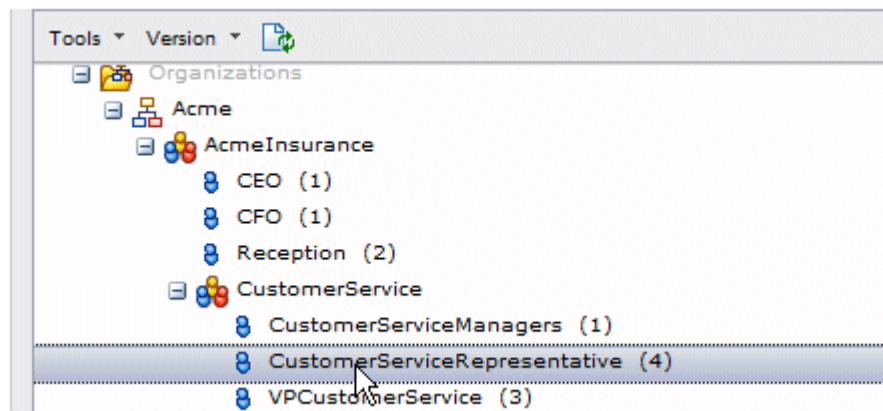 Tools Version
Organizations
Acme
AcmeInsurance
CEO (1)
CFO (1)
Reception (2)
CustomerService
CustomerServiceManagers (1)
CustomerServiceRepresentative (4)
VPCustomerService (3)